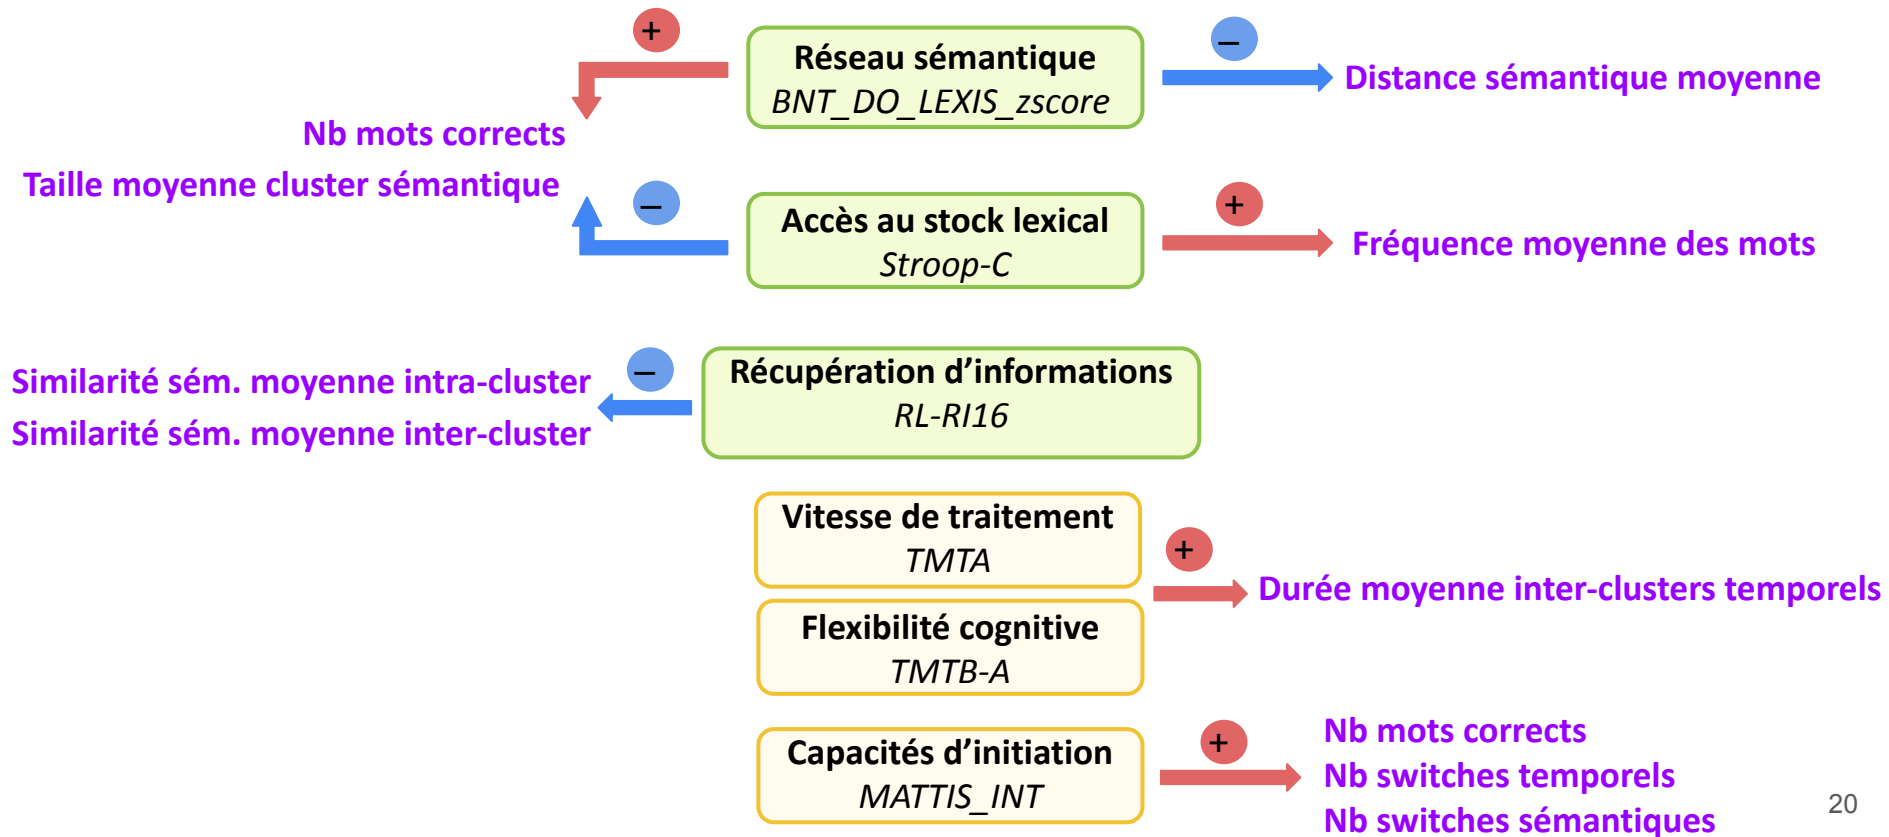 +
–
Réseau sémantique
BNT_DO_LEXIS_zscore
Distance sémantique moyenne
Nb mots corrects
Taille moyenne cluster sémantique
–
+
Accès au stock lexical
Stroop-C
Fréquence moyenne des mots
Similarité sém. moyenne intra-cluster
Similarité sém. moyenne inter-cluster
–
Récupération d’informations
RL-RI16
Vitesse de traitement
TMTA
+
Durée moyenne inter-clusters temporels
Flexibilité cognitive
TMTB-A
Capacités d’initiation
MATTIS_INT
+
Nb mots corrects
Nb switches temporels
Nb switches sémantiques
20